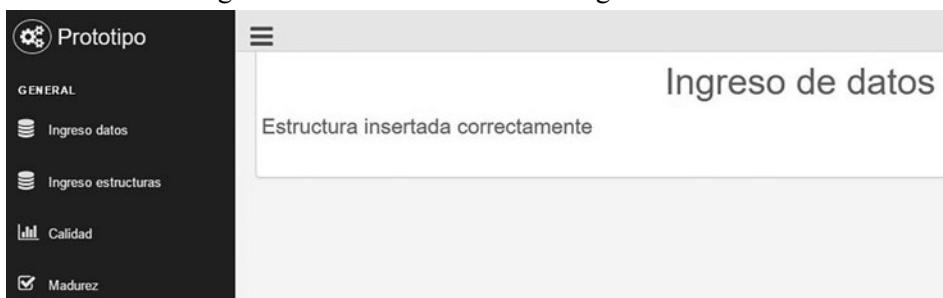 Prototipo
GENERAL
Ingreso datos
Ingreso estructuras
Calidad
Madurez
Ingreso de datos
Estructura insertada correctamente